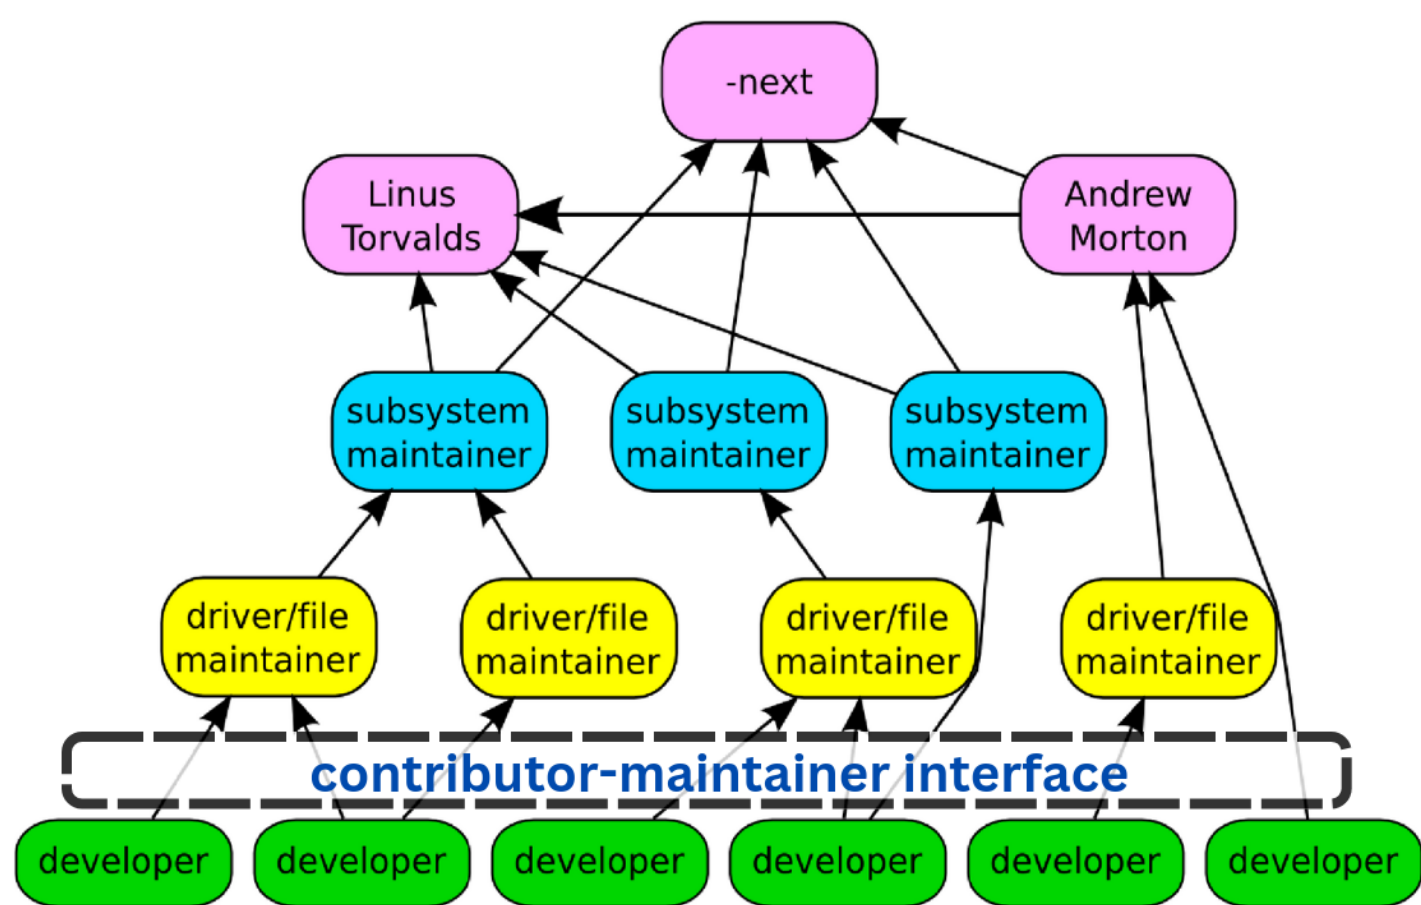 -next
Linus
Torvalds
Andrew
Morton
subsystem
maintainer
subsystem
maintainer
subsystem
maintainer
driver/file
maintainer
driver/file
maintainer
driver/file
maintainer
driver/file
maintainer
contributor-maintainer interface
developer
developer
developer
developer
developer
developer